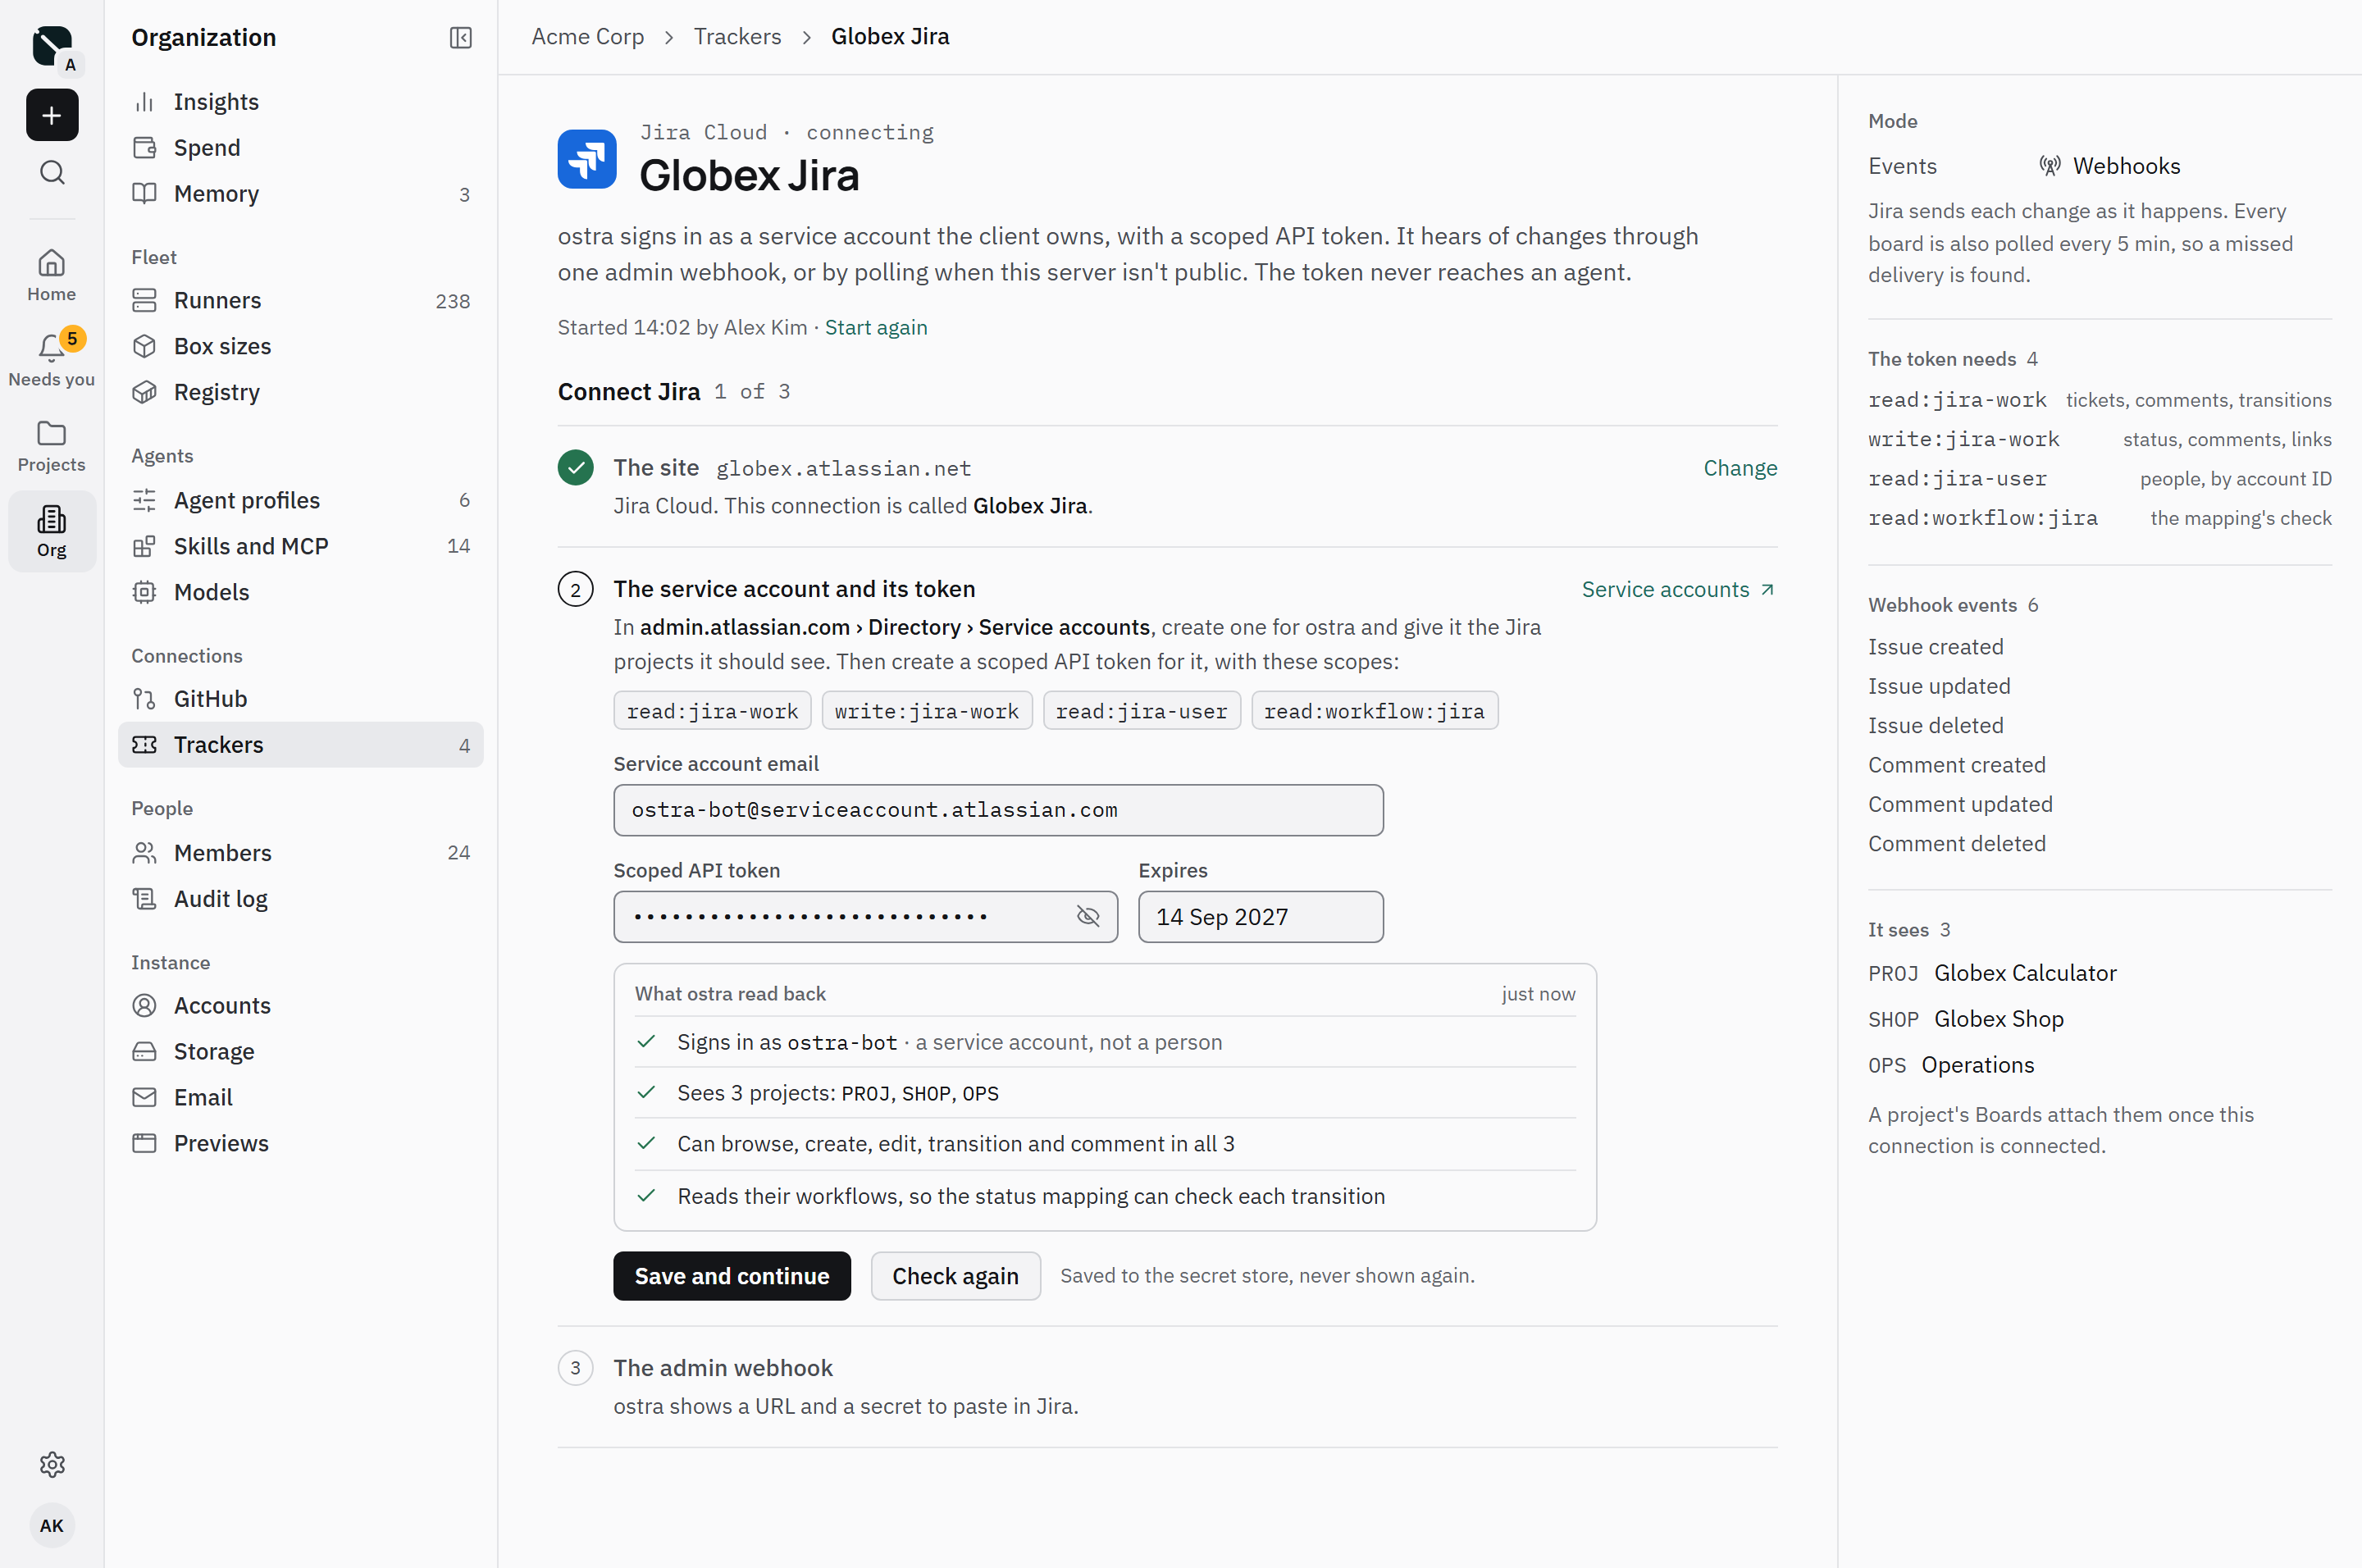 A
Home
5
Needs you
Projects
Org
AK
Organization
Insights
Spend
Memory 3
Fleet
Runners 238
Box sizes
Registry
Agents
Agent profiles 6
Skills and MCP 14
Models
Connections
GitHub
Trackers 4
People
Members 24
Audit log
Instance
Accounts
Storage
Email
Previews
Acme Corp › Trackers › Globex Jira
Jira Cloud · connecting
Globex Jira
ostra signs in as a service account the client owns, with a scoped API token. It hears of changes through
one admin webhook, or by polling when this server isn't public. The token never reaches an agent.
Started 14:02 by Alex Kim · Start again
Connect Jira 1 of 3
The site globex.atlassian.net Change
Jira Cloud. This connection is called Globex Jira.
2 The service account and its token Service accounts ↗
In admin.atlassian.com › Directory › Service accounts, create one for ostra and give it the Jira
projects it should see. Then create a scoped API token for it, with these scopes:
read:jira-work write:jira-work read:jira-user read:workflow:jira
Service account email
ostra-bot@serviceaccount.atlassian.com
Scoped API token Expires
•••••••••••••••••••••••••••• 14 Sep 2027
What ostra read back just now
Signs in as ostra-bot · a service account, not a person
Sees 3 projects: PROJ, SHOP, OPS
Can browse, create, edit, transition and comment in all 3
Reads their workflows, so the status mapping can check each transition
Save and continue Check again Saved to the secret store, never shown again.
3 The admin webhook
ostra shows a URL and a secret to paste in Jira.
Mode
Events Webhooks
Jira sends each change as it happens. Every
board is also polled every 5 min, so a missed
delivery is found.
The token needs 4
read:jira-work tickets, comments, transitions
write:jira-work status, comments, links
read:jira-user people, by account ID
read:workflow:jira the mapping's check
Webhook events 6
Issue created
Issue updated
Issue deleted
Comment created
Comment updated
Comment deleted
It sees 3
PROJ Globex Calculator
SHOP Globex Shop
OPS Operations
A project's Boards attach them once this
connection is connected.